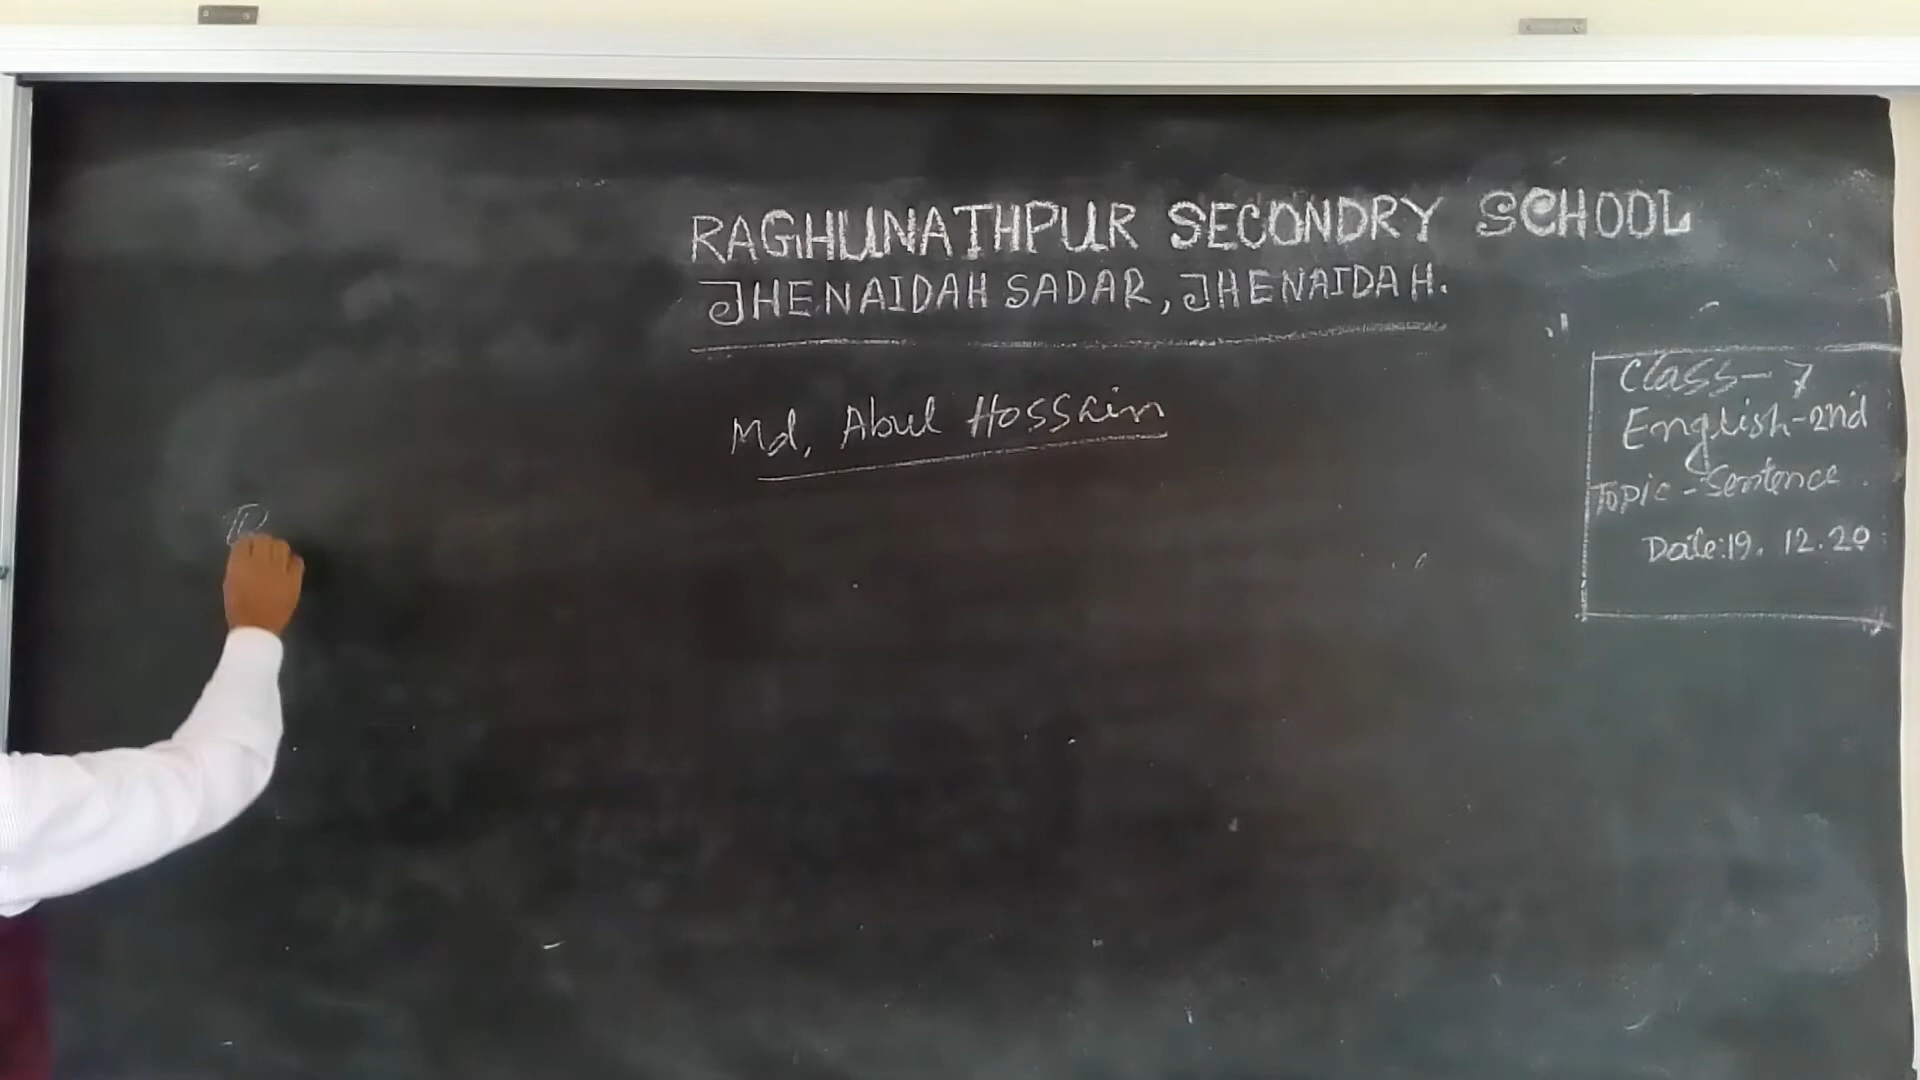 RAGHUNATHPUR SECONDRY SCHOOL
JHENAIDAH SADAR, JHENAIDAH.
Md, Abul Hossain
Class-7
English-2nd
Topic-Sentence
Date:19. 12.20